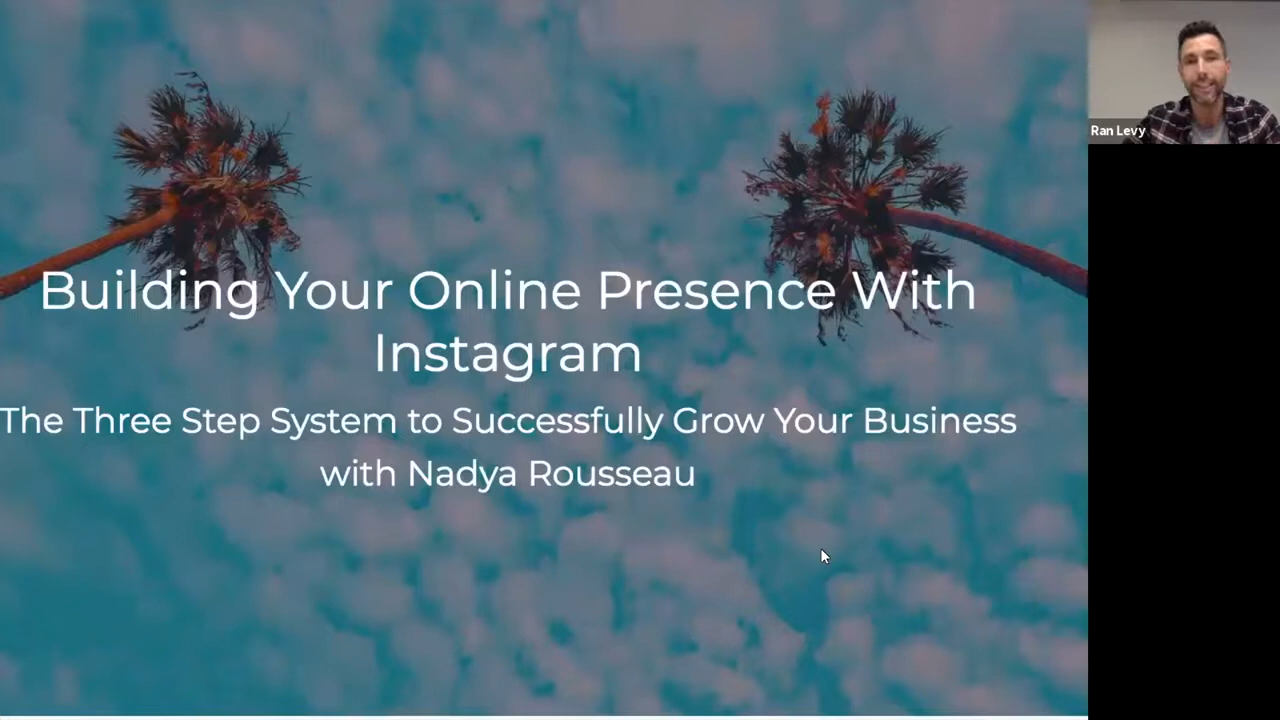 Building Your Online Presence With
Instagram
The Three Step System to Successfully Grow Your Business
with Nadya Rousseau
Ran Levy